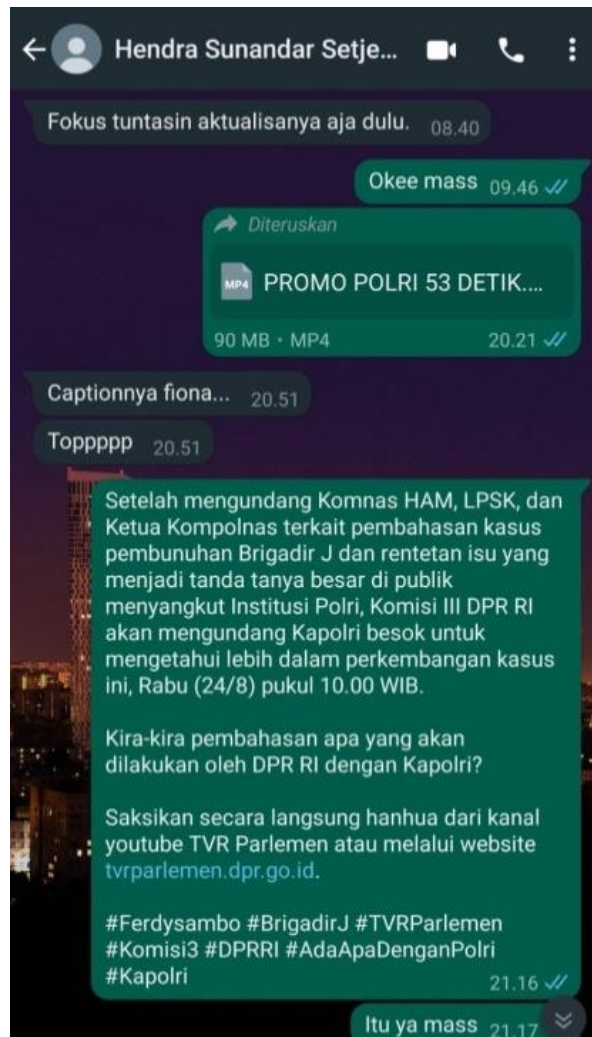 Hendra Sunandar Setje...
Fokus tuntasin aktualisanya aja dulu. 08.40
Okee mass 09.46
Diteruskan
MP4 PROMO POLRI 53 DETIK....
90 MB · MP4 20.21
Captionnya fiona... 20.51
Toppppp 20.51
Setelah mengundang Komnas HAM, LPSK, dan
Ketua Kompolnas terkait pembahasan kasus
pembunuhan Brigadir J dan rentetan isu yang
menjadi tanda tanya besar di publik
menyangkut Institusi Polri, Komisi III DPR RI
akan mengundang Kapolri besok untuk
mengetahui lebih dalam perkembangan kasus
ini, Rabu (24/8) pukul 10.00 WIB.
Kira-kira pembahasan apa yang akan
dilakukan oleh DPR RI dengan Kapolri?
Saksikan secara langsung hanhua dari kanal
youtube TVR Parlemen atau melalui website
tvrparlemen.dpr.go.id.
#Ferdysambo #BrigadirJ #TVRParlemen
#Komisi3 #DPRRI #AdaApaDenganPolri
#Kapolri 21.16
Itu ya mass 21.17